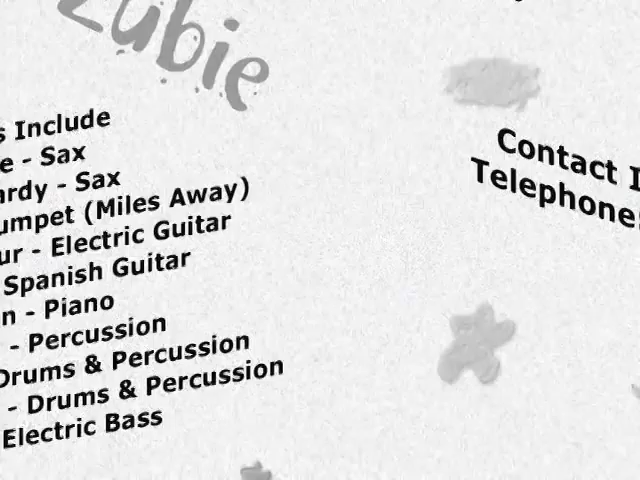 Zubie
s Include
e - Sax
ardy - Sax
umpet (Miles Away)
ur - Electric Guitar
Spanish Guitar
n - Piano
- Percussion
Drums & Percussion
- Drums & Percussion
Electric Bass
Contact I
Telephone: